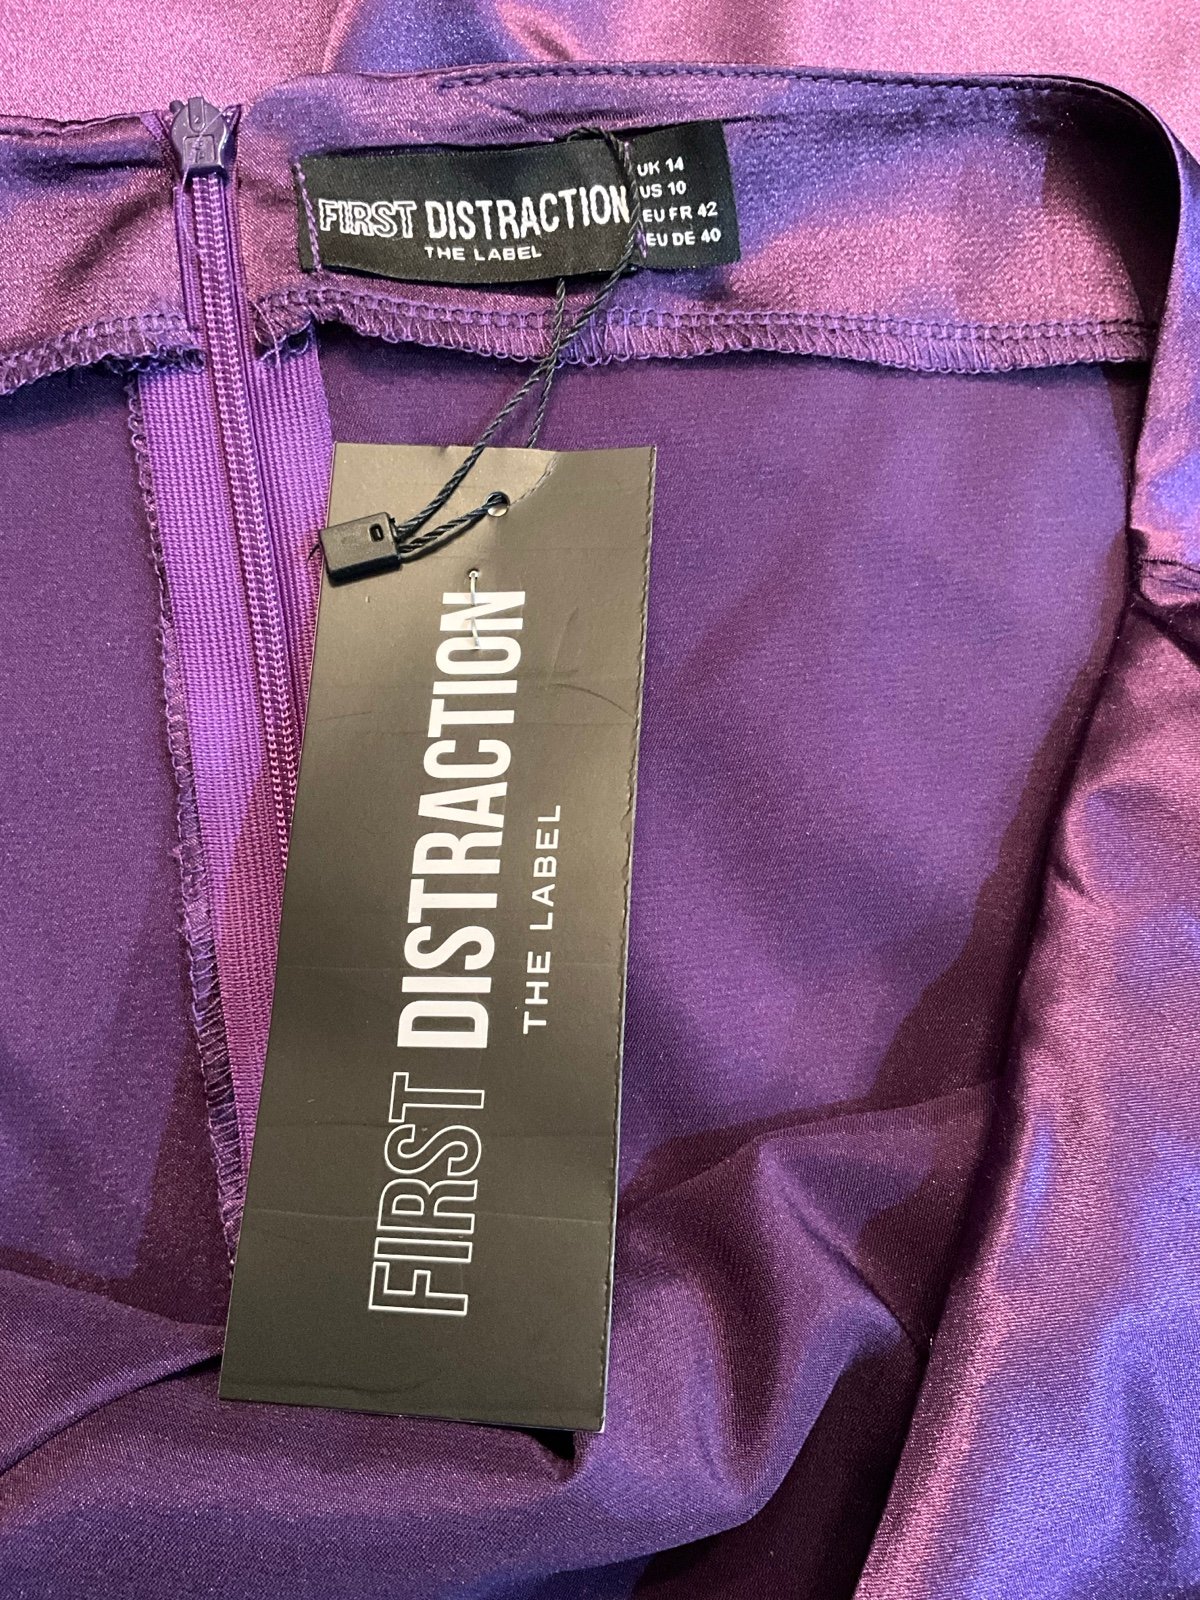 FIRST DISTRACTION
THE LABEL
UK 14
US 10
EU FR 42
EU DE 40
FIRST DISTRACTION
THE LABEL